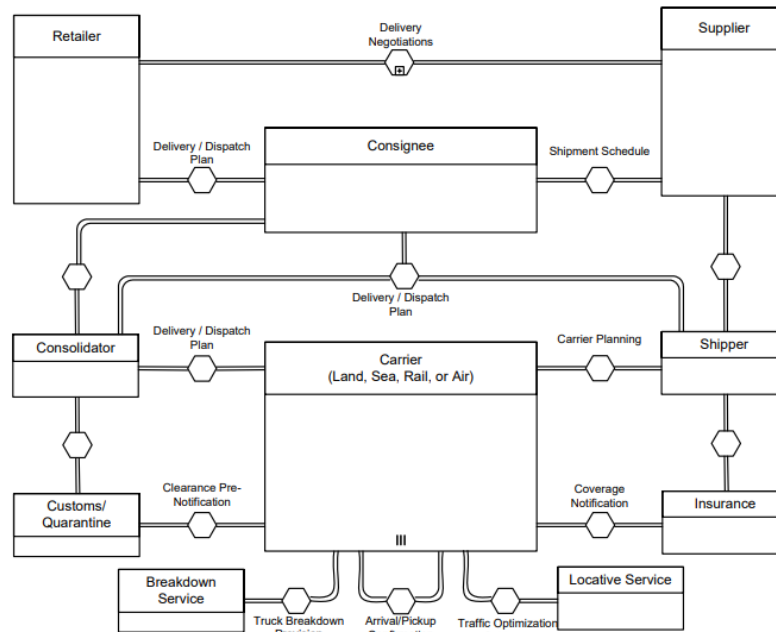 Retailer
Delivery
Negotiations
Supplier
Delivery / Dispatch
Plan
Consignee
Shipment Schedule
Delivery / Dispatch
Plan
Consolidator
Delivery / Dispatch
Plan
Carrier
(Land, Sea, Rail, or Air)
Carrier Planning
Shipper
Customs/
Quarantine
Clearance Pre-
Notification
Coverage
Notification
Insurance
Breakdown
Service
Truck Breakdown
Arrival/Pickup
Traffic Optimization
Locative Service